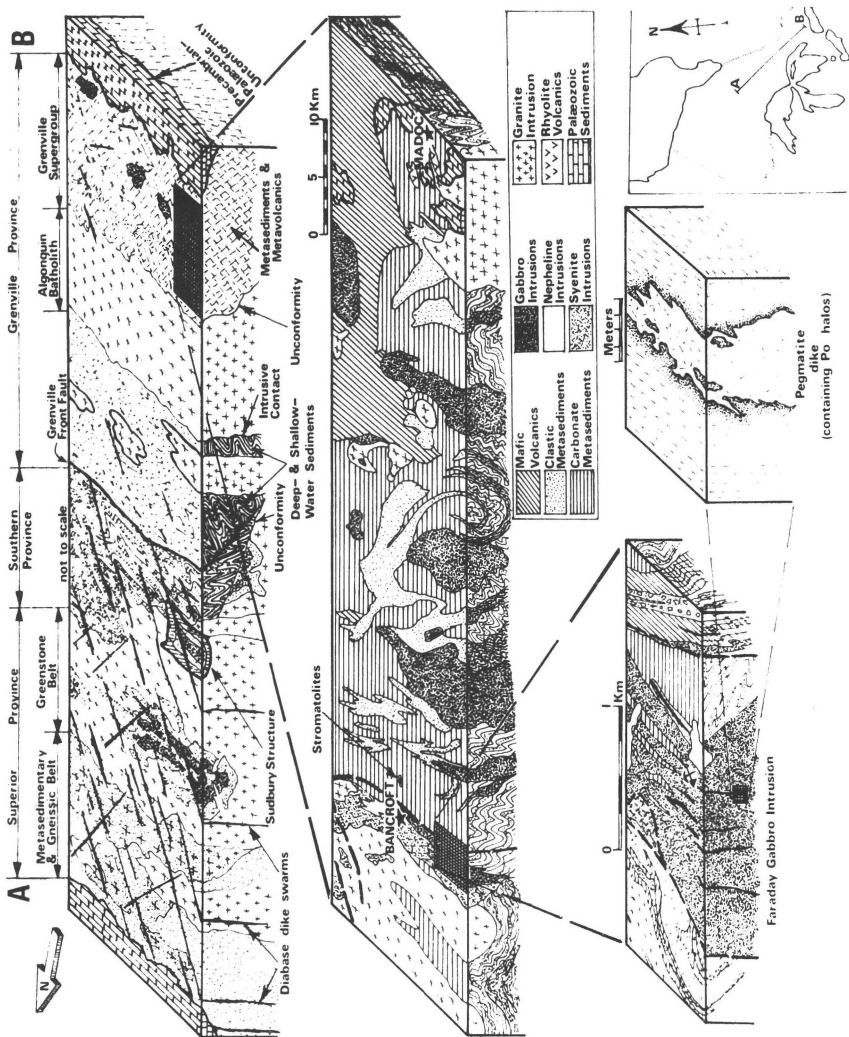 A
B
Superior
Province
Southern
Province
Grenville
Province
Metasedimentary
& Gneissic Belt
Greenstone
Belt
not to scale
Grenville
Front Fault
Algonquin
Batholith
Grenville
Supergroup
Precambrian-
Palæozoic
Unconformity
N
Diabase dike swarms
Sudbury Structure
Unconformity
Deep- & Shallow-
Water Sediments
Intrusive
Contact
Unconformity
Metasediments &
Metavolcanics
Stromatolites
BANCROFT
MADOC
0
5
10
Km
Mafic
Volcanics
Clastic
Metasediments
Carbonate
Metasediments
Gabbro
Intrusions
Nepheline
Intrusions
Syenite
Intrusions
Granite
Intrusion
Rhyolite
Volcanics
Palæozoic
Sediments
0
1
Km
Faraday Gabbro Intrusion
Meters
Pegmatite
dike
(containing Po halos)
N
A
B